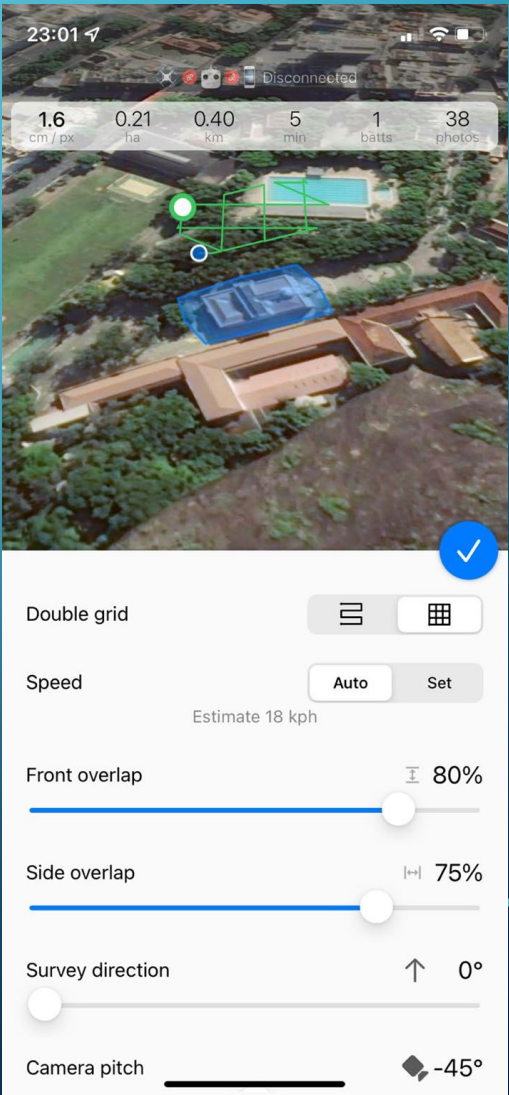 23:01
Disconnected
1.6 0.21 0.40 5 1 38
cm / px ha km min batts photos
Double grid
Speed Auto Set
Estimate 18 kph
Front overlap 80%
Side overlap 75%
Survey direction 0°
Camera pitch -45°